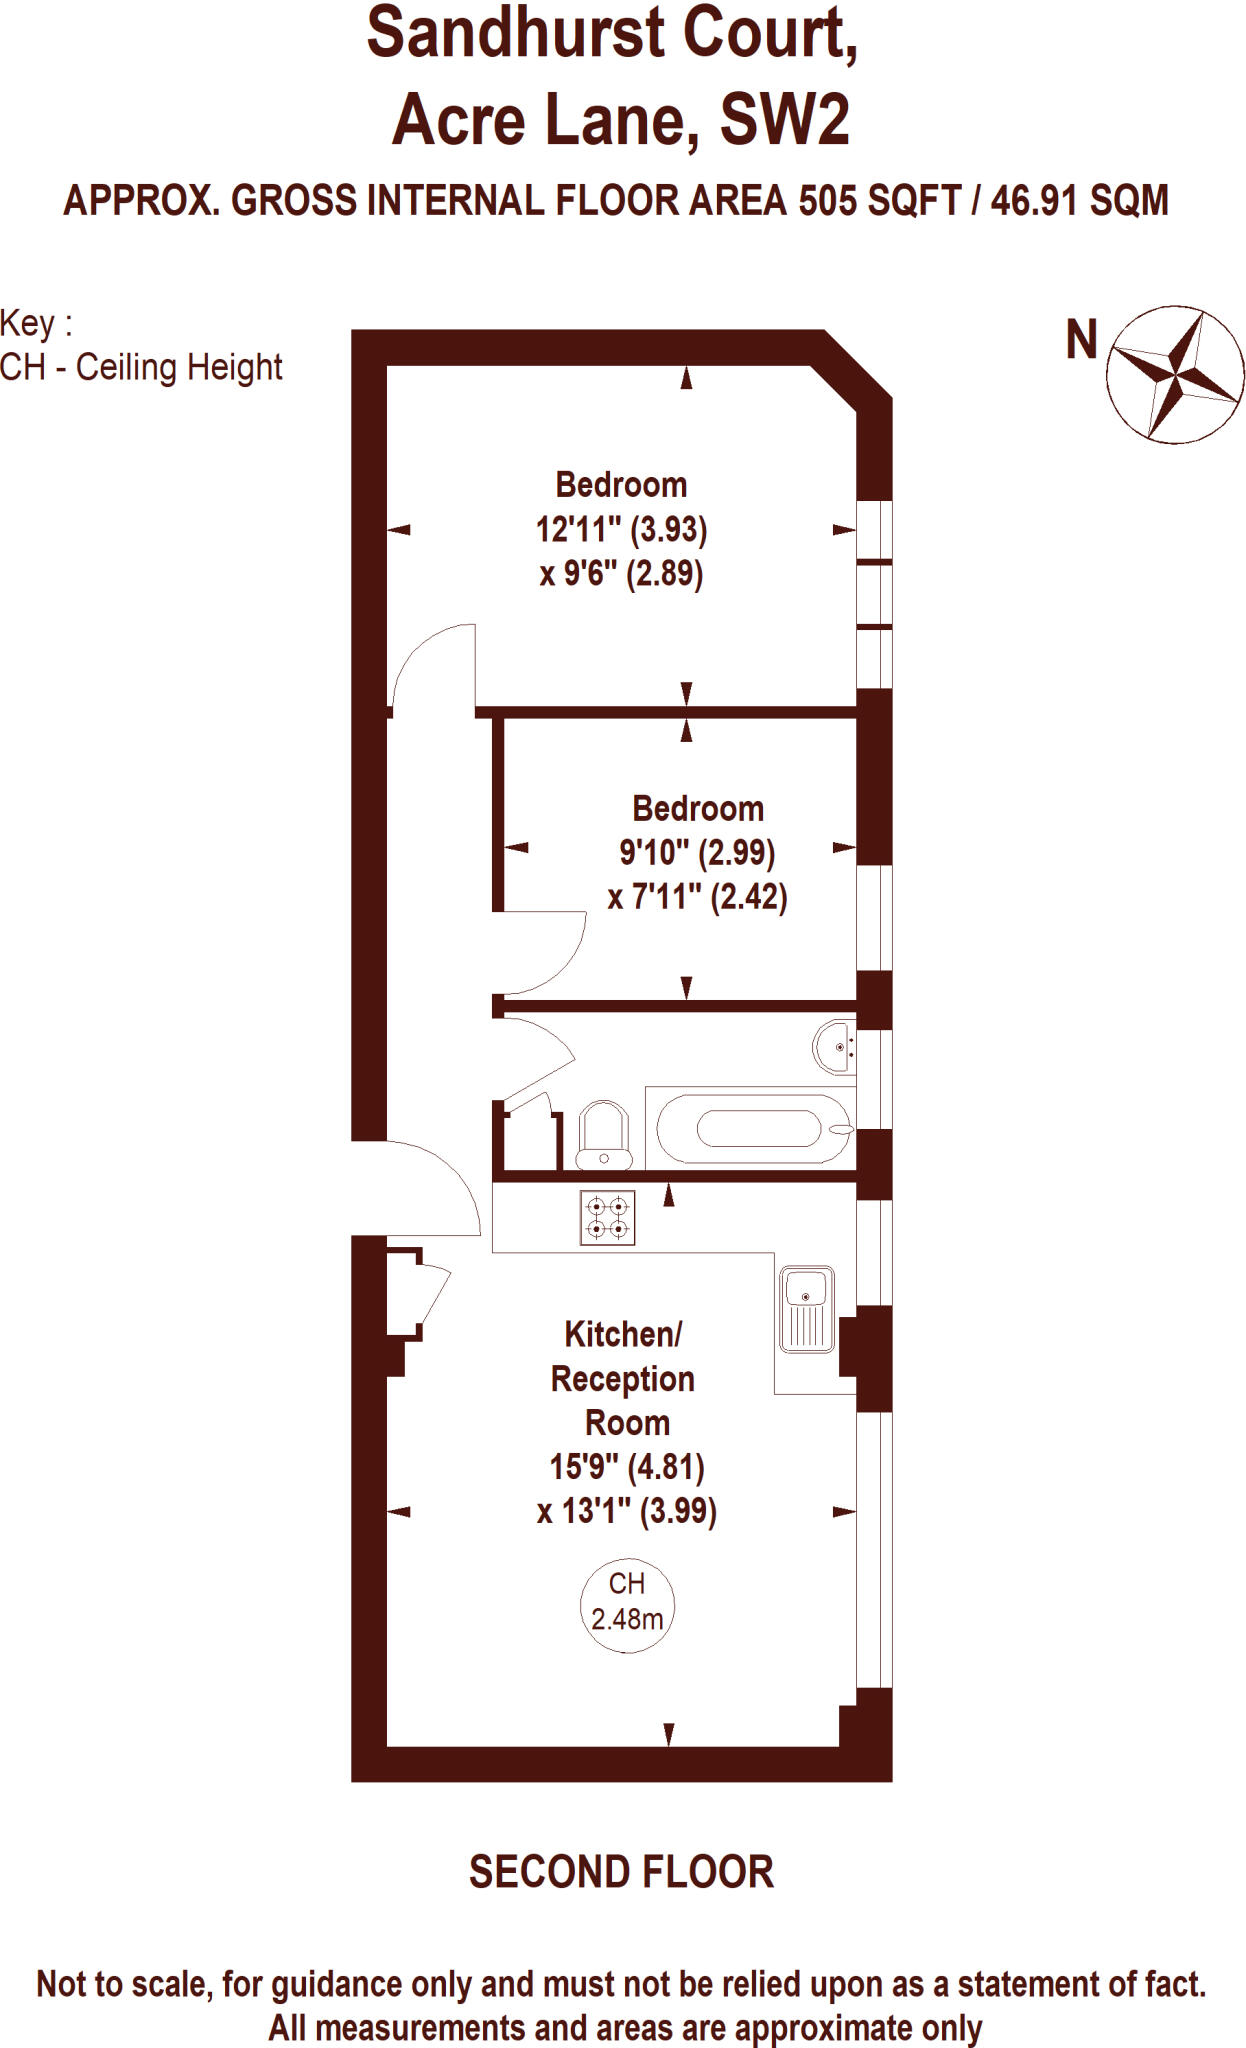 Sandhurst Court,
Acre Lane, SW2
APPROX. GROSS INTERNAL FLOOR AREA 505 SQFT / 46.91 SQM
Key :
CH - Ceiling Height
N
Bedroom
12'11" (3.93)
x 9'6" (2.89)
Bedroom
9'10" (2.99)
x 7'11" (2.42)
Kitchen/
Reception
Room
15'9" (4.81)
x 13'1" (3.99)
CH
2.48m
SECOND FLOOR
Not to scale, for guidance only and must not be relied upon as a statement of fact.
All measurements and areas are approximate only